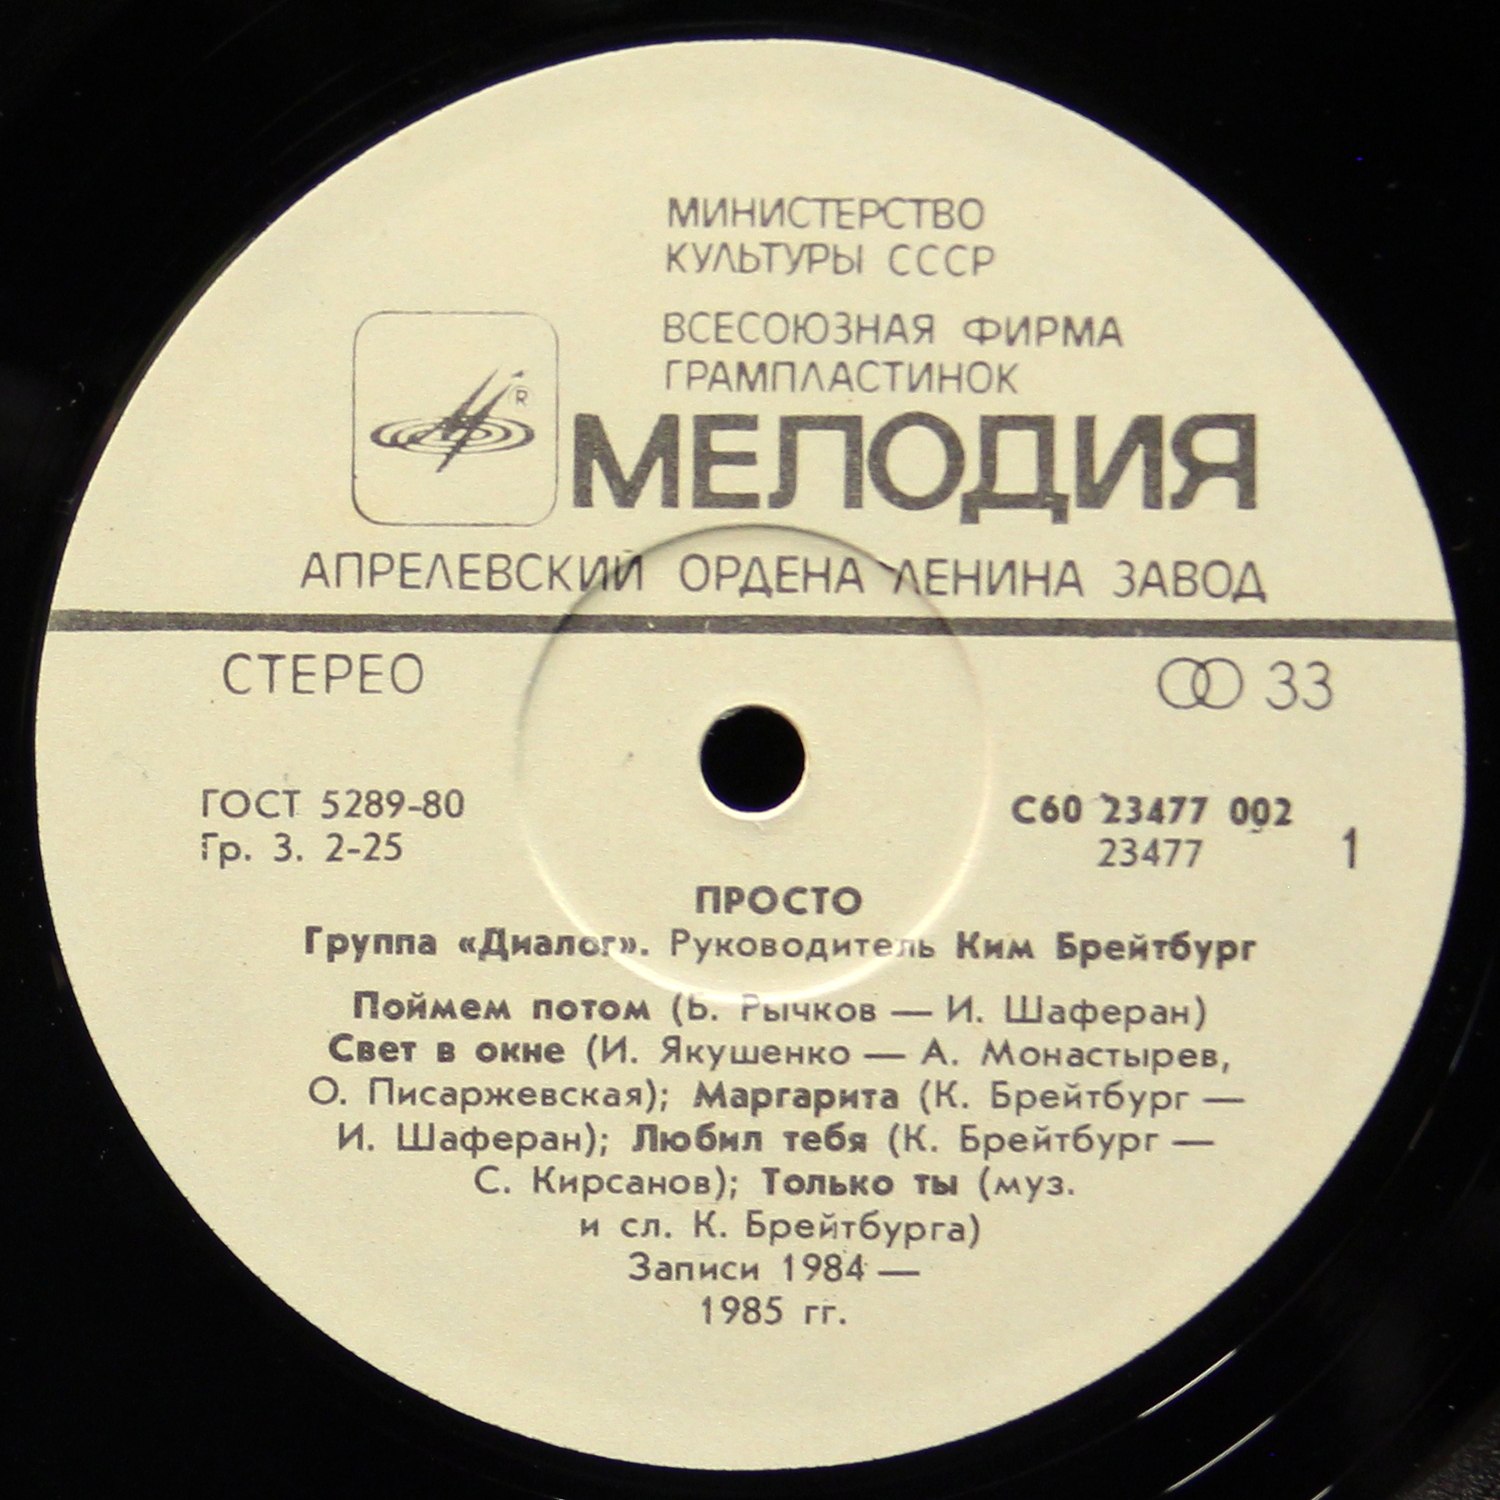 МИНИСТЕРСТВО
КУЛЬТУРЫ СССР
ВСЕСОЮЗНАЯ ФИРМА
ГРАМПЛАСТИНОК
R
МЕЛОДИЯ
АПРЕЛЕВСКИЙ ОРДЕНА ЛЕНИНА ЗАВОД
СТЕРЕО
33
ГОСТ 5289-80
Гр. 3. 2-25
С60 23477 002
23477
1
ПРОСТО
Группа «Диалог». Руководитель Ким Брейтбург
Поймем потом (Б. Рычков — И. Шаферан)
Свет в окне (И. Якушенко — А. Монастырев,
О. Писаржевская); Маргарита (К. Брейтбург —
И. Шаферан); Любил тебя (К. Брейтбург —
С. Кирсанов); Только ты (муз.
и сл. К. Брейтбурга)
Записи 1984 —
1985 гг.